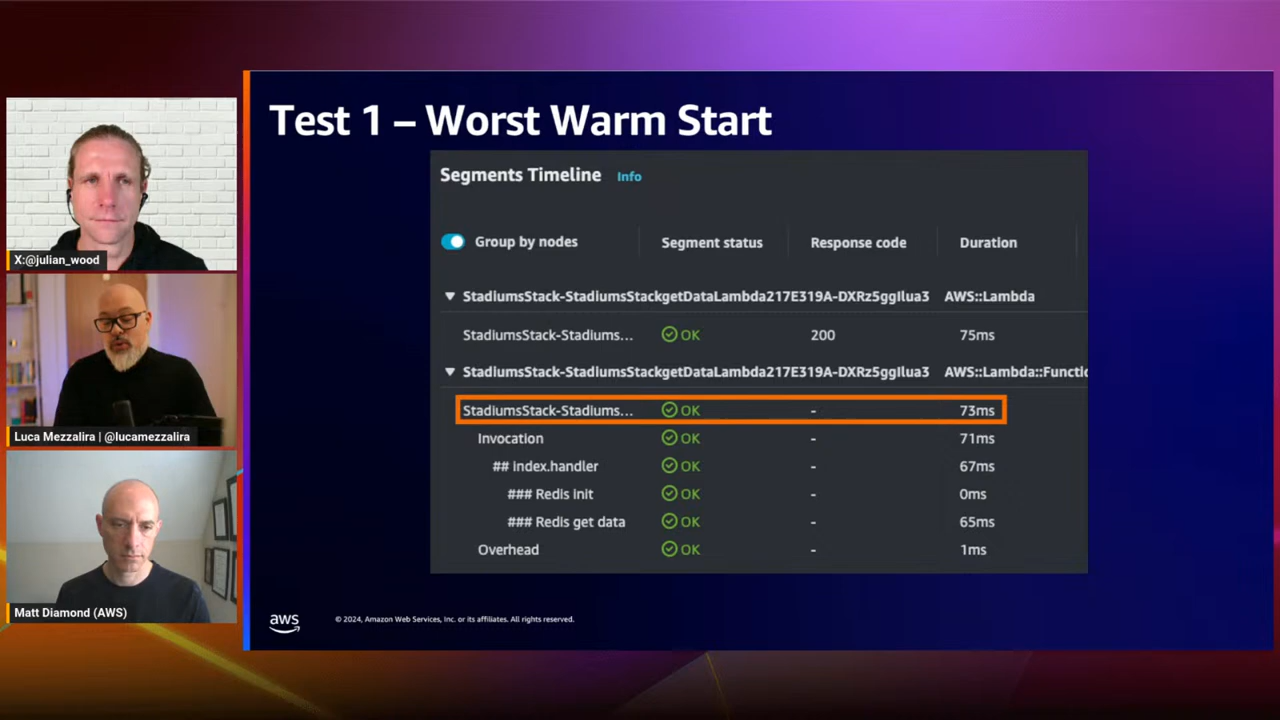 Test 1 – Worst Warm Start
Segments Timeline Info
Group by nodes Segment status Response code Duration
StadiumsStack-StadiumsStackgetDataLambda217E319A-DXRz5ggIlua3 AWS::Lambda
StadiumsStack-Stadiums... OK 200 75ms
StadiumsStack-StadiumsStackgetDataLambda217E319A-DXRz5ggIlua3 AWS::Lambda::Functio
StadiumsStack-Stadiums... OK - 73ms
Invocation OK - 71ms
## index.handler OK - 67ms
### Redis init OK - 0ms
### Redis get data OK - 65ms
Overhead OK - 1ms
X:@julian_wood
Luca Mezzalira | @lucamezzalira
Matt Diamond (AWS)
aws
© 2024, Amazon Web Services, Inc. or its affiliates. All rights reserved.